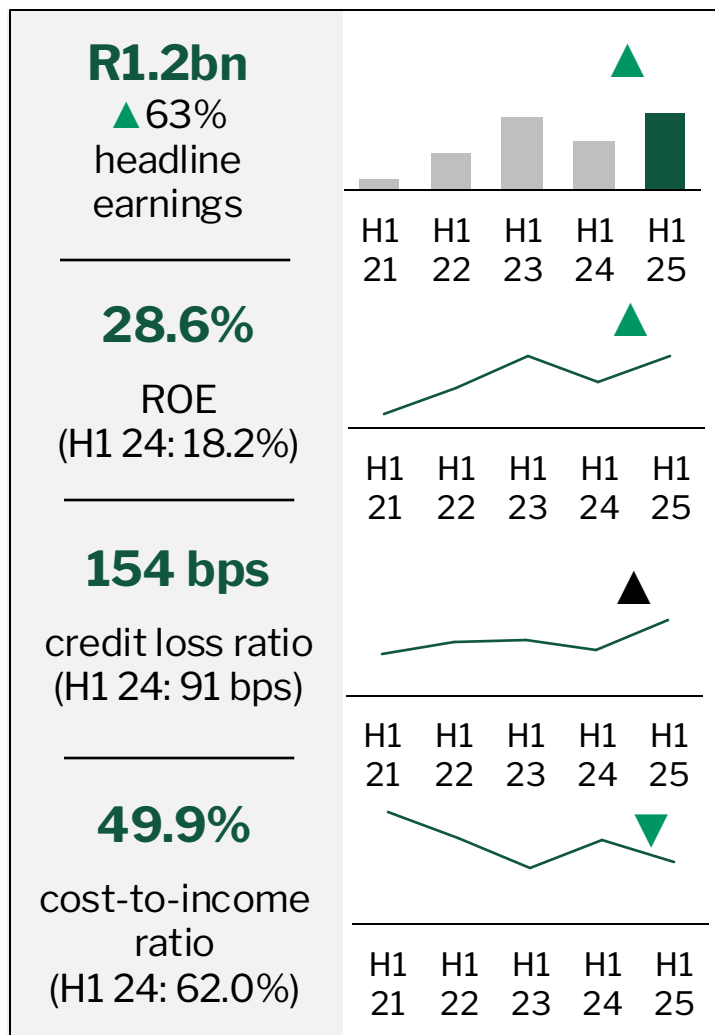 R1.2bn
▲63%
headline
earnings
H1 H1 H1 H1 H1
21 22 23 24 25
28.6%
ROE
(H1 24: 18.2%)
H1 H1 H1 H1 H1
21 22 23 24 25
154 bps
credit loss ratio
(H1 24: 91 bps)
H1 H1 H1 H1 H1
21 22 23 24 25
49.9%
cost-to-income
ratio
(H1 24: 62.0%)
H1 H1 H1 H1 H1
21 22 23 24 25